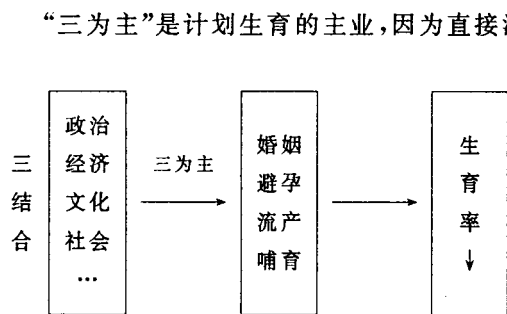 “三为主”是计划生育的主业,因为直接
三结合
政治
经济
文化
社会
…
三为主
婚姻
避孕
流产
哺育
生育率↓